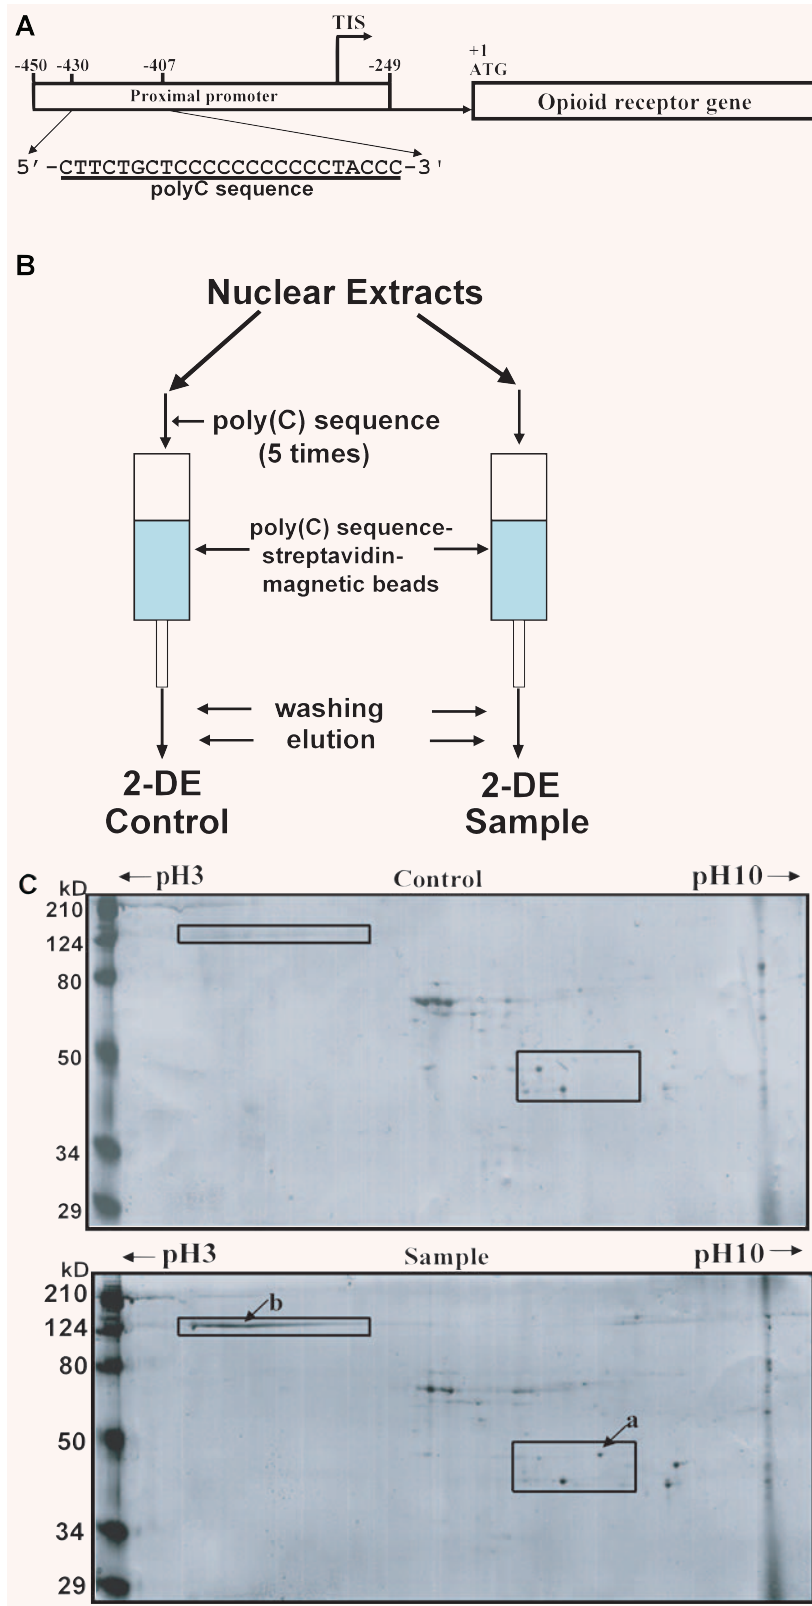 A
TIS
-450 -430 -407 -249
+1
ATG
Proximal promoter
Opioid receptor gene
5' -CTTCTGCTCCCCCCCCCCCCTACCC-3'
polyC sequence
B
Nuclear Extracts
poly(C) sequence
(5 times)
poly(C) sequence-
streptavidin-
magnetic beads
washing
elution
2-DE
Control
2-DE
Sample
C
kD
pH3 Control pH10
210
124
80
50
34
29
kD
pH3 Sample pH10
210
b
124
80
a
50
34
29